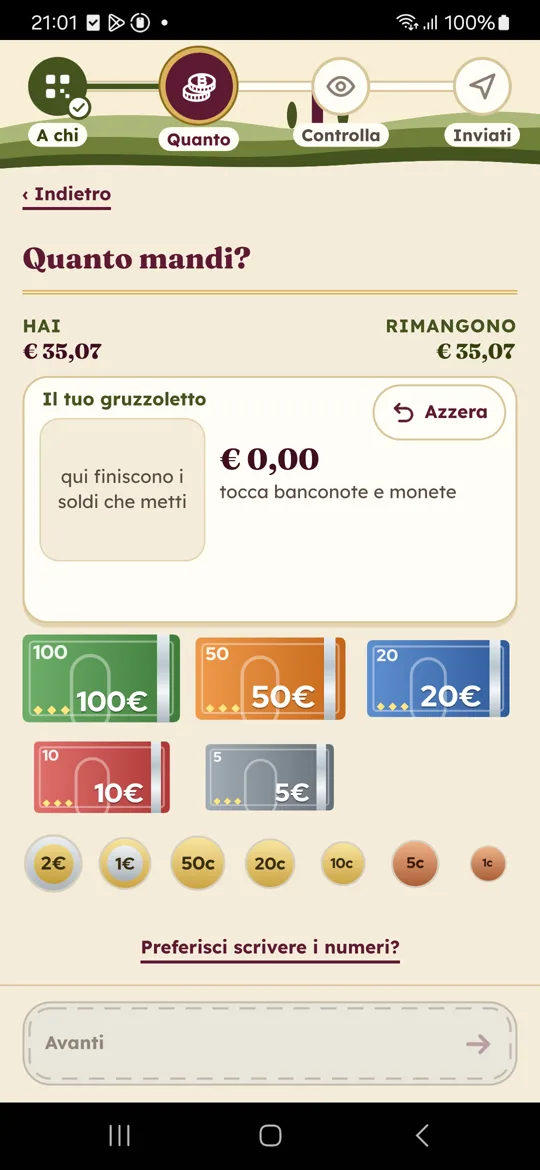 21:01
100%
A chi
Quanto
Controlla
Inviati
‹ Indietro
Quanto mandi?
HAI
RIMANGONO
€ 35,07
€ 35,07
Il tuo gruzzoletto
Azzera
qui finiscono i
soldi che metti
€ 0,00
tocca banconote e monete
100
100€
50
50€
20
20€
10
10€
5
5€
2€
1€
50c
20c
10c
5c
1c
Preferisci scrivere i numeri?
Avanti